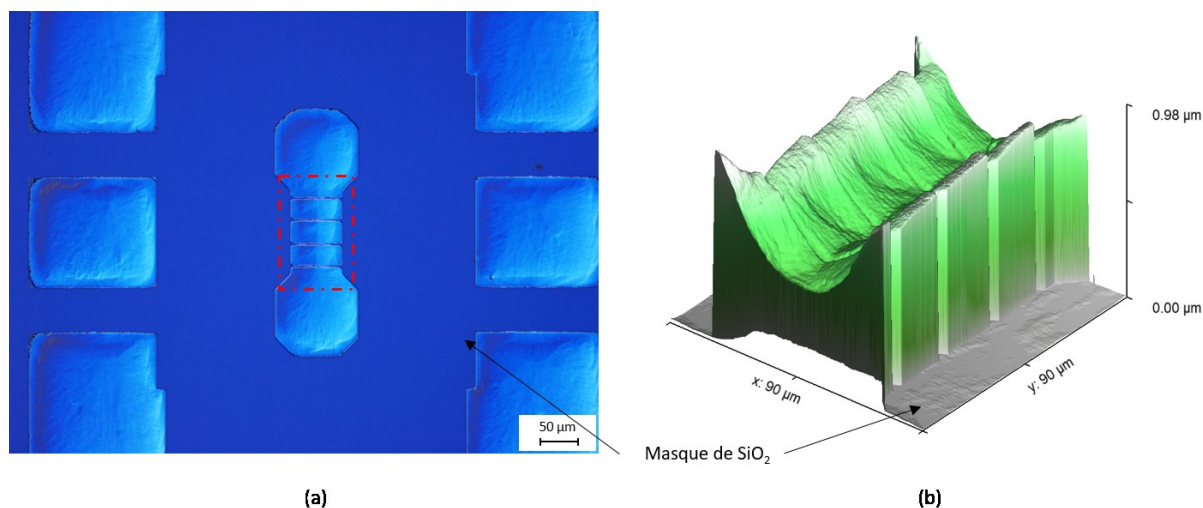 50 µm
(a)
0.98 µm
0.00 µm
x: 90 µm
y: 90 µm
Masque de SiO₂
(b)